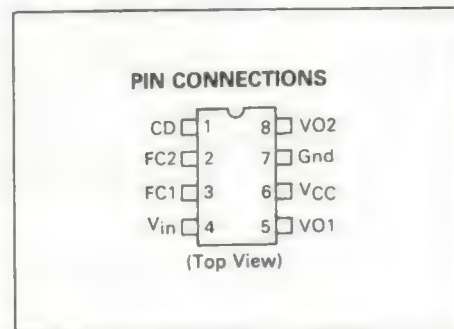 PIN CONNECTIONS
CD 1 8 VO2
FC2 2 7 Gnd
FC1 3 6 VCC
Vin 4 5 VO1
(Top View)